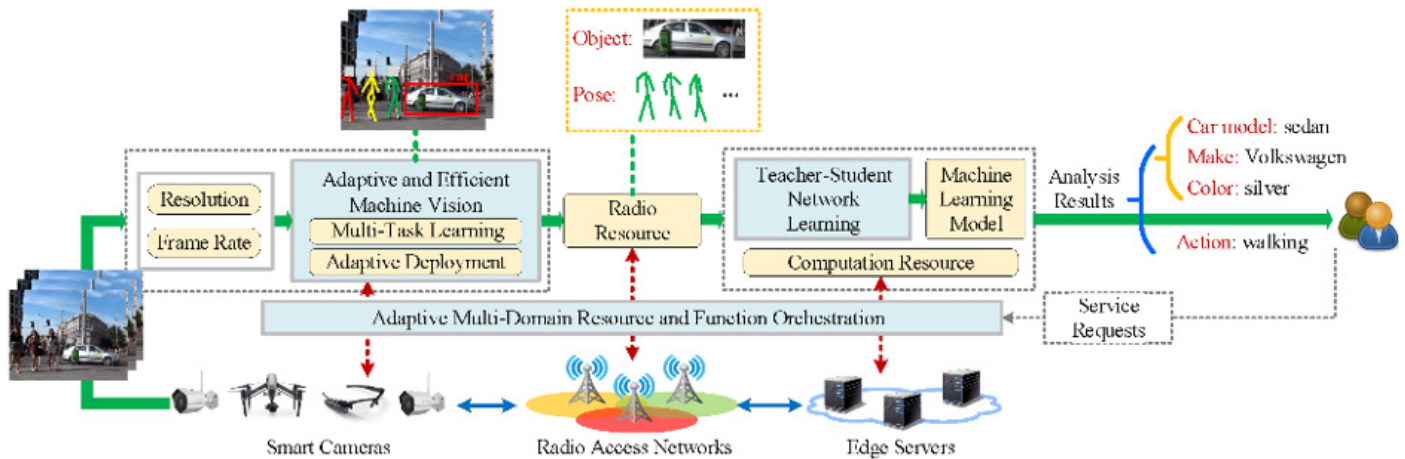 car
Object:
Pose:
...
Resolution
Frame Rate
Adaptive and Efficient
Machine Vision
Multi-Task Learning
Adaptive Deployment
Radio
Resource
Teacher-Student
Network
Learning
Machine
Learning
Model
Computation Resource
Analysis
Results
Car model: sedan
Make: Volkswagen
Color: silver
Action: walking
Adaptive Multi-Domain Resource and Function Orchestration
Service
Requests
Smart Cameras
Radio Access Networks
Edge Servers